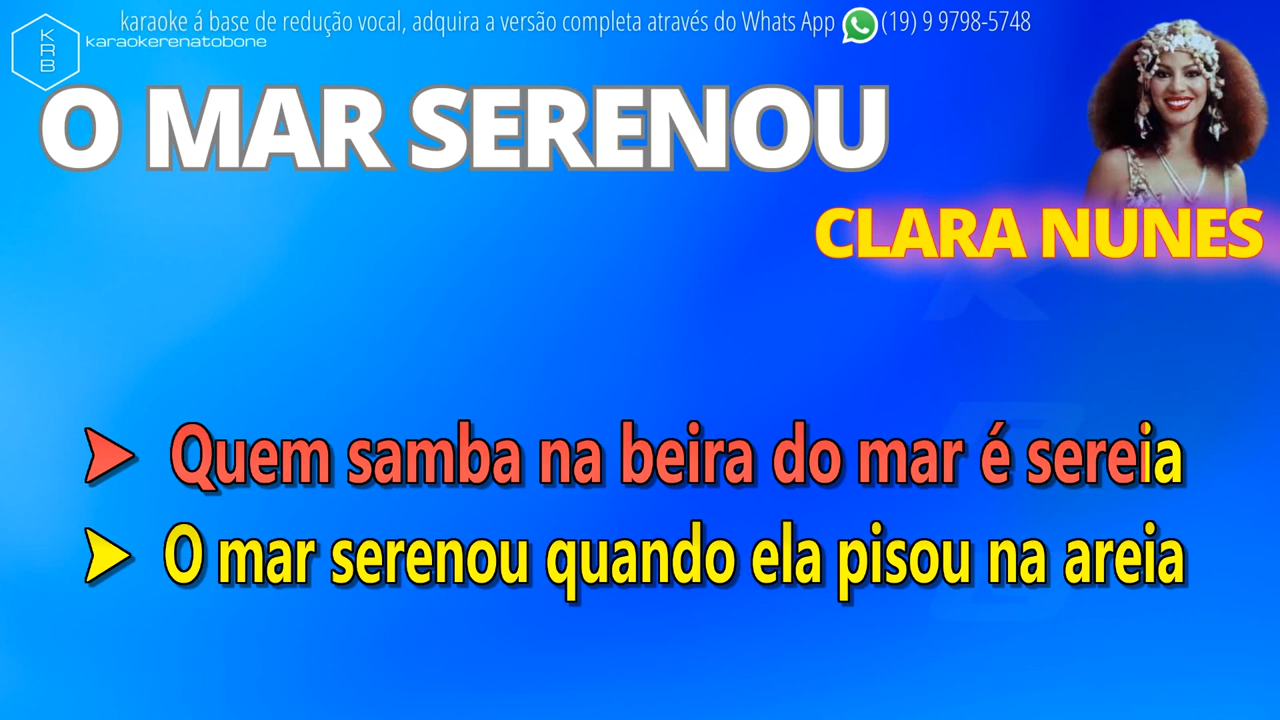 karaoke á base de redução vocal, adquira a versão completa através do Whats App (19) 9 9798-5748
K
R
B
karaokerenatobone
O MAR SERENOU
CLARA NUNES
K
B
Quem samba na beira do mar é sereia
O mar serenou quando ela pisou na areia